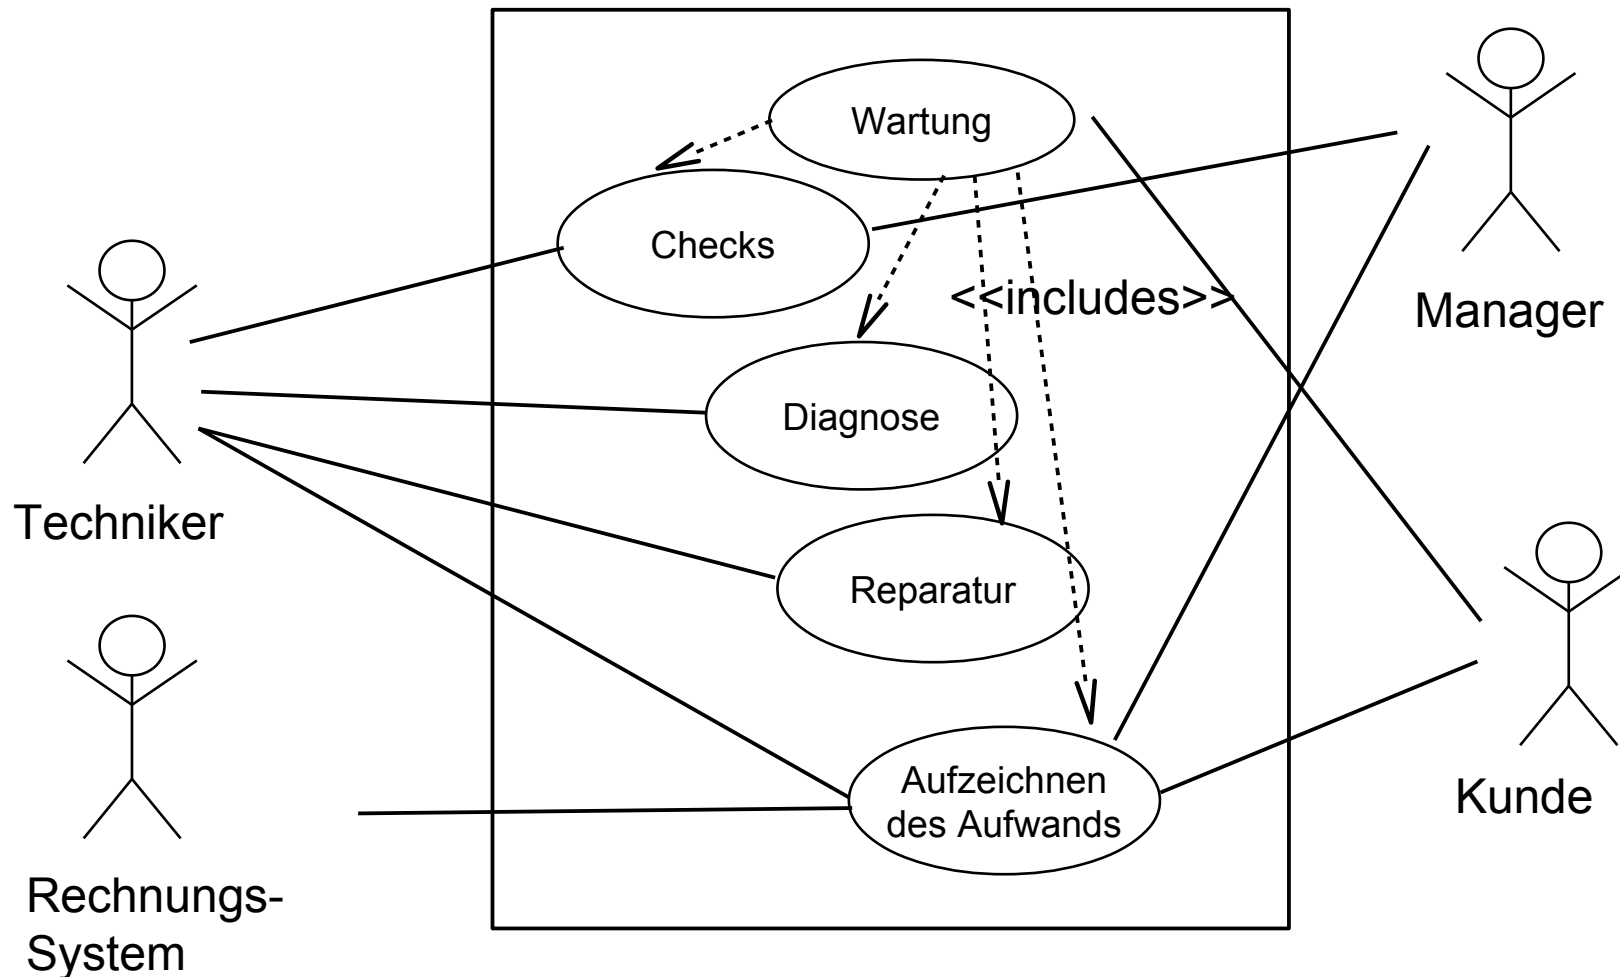 Wartung
Checks
<<includes>>
Manager
Diagnose
Techniker
Reparatur
Aufzeichnen
des Aufwands
Kunde
Rechnungs-
System